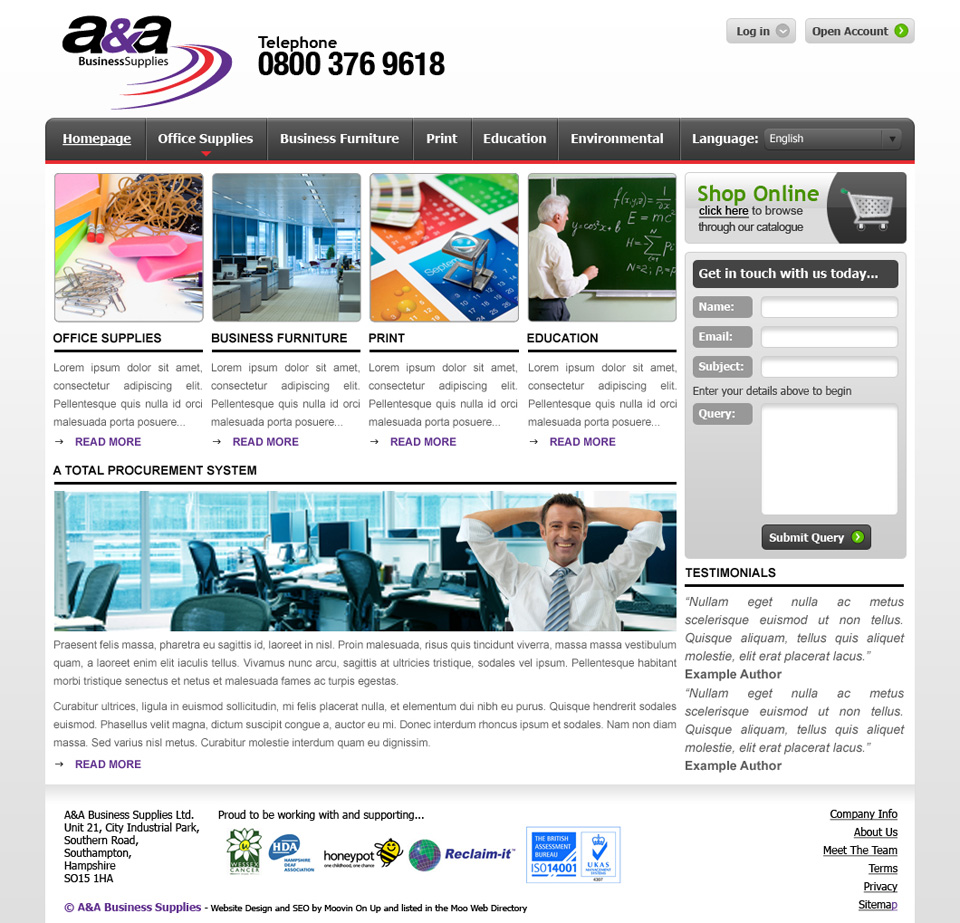 a&a
BusinessSupplies
Telephone
0800 376 9618
Log in
Open Account
Homepage
Office Supplies
Business Furniture
Print
Education
Environmental
Language:
English
Shop Online
click here to browse
through our catalogue
OFFICE SUPPLIES
Lorem ipsum dolor sit amet,
consectetur adipiscing elit.
Pellentesque quis nulla id orci
malesuada porta posuere...
→ READ MORE
BUSINESS FURNITURE
Lorem ipsum dolor sit amet,
consectetur adipiscing elit.
Pellentesque quis nulla id orci
malesuada porta posuere...
→ READ MORE
September
PRINT
Lorem ipsum dolor sit amet,
consectetur adipiscing elit.
Pellentesque quis nulla id orci
malesuada porta posuere...
→ READ MORE
EDUCATION
Lorem ipsum dolor sit amet,
consectetur adipiscing elit.
Pellentesque quis nulla id orci
malesuada porta posuere...
→ READ MORE
A TOTAL PROCUREMENT SYSTEM
Praesent felis massa, pharetra eu sagittis id, laoreet in nisl. Proin malesuada, risus quis tincidunt viverra, massa massa vestibulum
quam, a laoreet enim elit iaculis tellus. Vivamus nunc arcu, sagittis at ultricies tristique, sodales vel ipsum. Pellentesque habitant
morbi tristique senectus et netus et malesuada fames ac turpis egestas.
Curabitur ultrices, ligula in euismod sollicitudin, mi felis placerat nulla, et elementum dui nibh eu purus. Quisque hendrerit sodales
euismod. Phasellus velit magna, dictum suscipit congue a, auctor eu mi. Donec interdum rhoncus ipsum et sodales. Nam non diam
massa. Sed varius nisl metus. Curabitur molestie interdum quam eu dignissim.
→ READ MORE
Get in touch with us today...
Name:
Email:
Subject:
Enter your details above to begin
Query:
Submit Query
TESTIMONIALS
“Nullam eget nulla ac metus
scelerisque euismod ut non tellus.
Quisque aliquam, tellus quis aliquet
molestie, elit erat placerat lacus.”
Example Author
“Nullam eget nulla ac metus
scelerisque euismod ut non tellus.
Quisque aliquam, tellus quis aliquet
molestie, elit erat placerat lacus.”
Example Author
A&A Business Supplies Ltd.
Unit 21, City Industrial Park,
Southern Road,
Southampton,
Hampshire
SO15 1HA
Proud to be working with and supporting...
WESSEX
CANCER
HDA
HAMPSHIRE
DEAF
ASSOCIATION
honeypot
one childhood, one chance
Reclaim-it™
THE BRITISH
ASSESSMENT
BUREAU
ISO14001
UKAS
MANAGEMENT
SYSTEMS
Company Info
About Us
Meet The Team
Terms
Privacy
Sitemap
© A&A Business Supplies - Website Design and SEO by Moovin On Up and listed in the Moo Web Directory